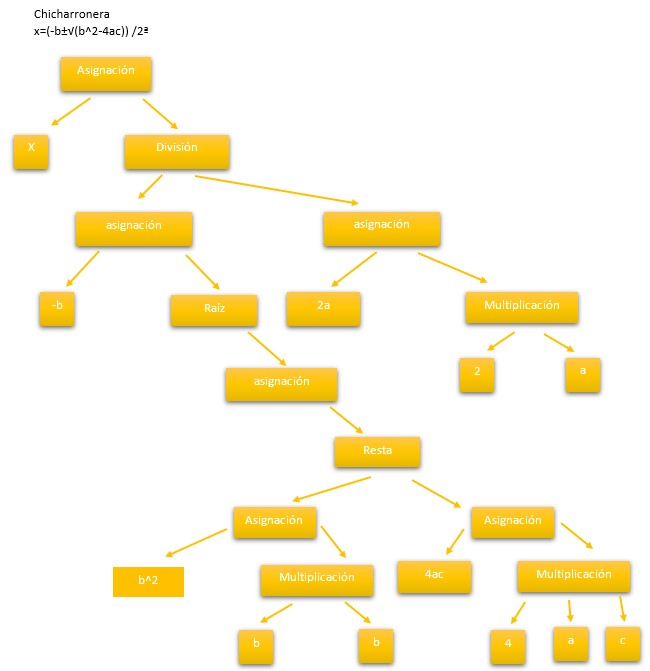 Chicharronera
x=(-b±√(b^2-4ac)) /2ª
Asignación
X
División
asignación
asignación
-b
Raíz
2a
Multiplicación
2
a
asignación
Resta
Asignación
Asignación
b^2
Multiplicación
4ac
Multiplicación
b
b
4
a
c